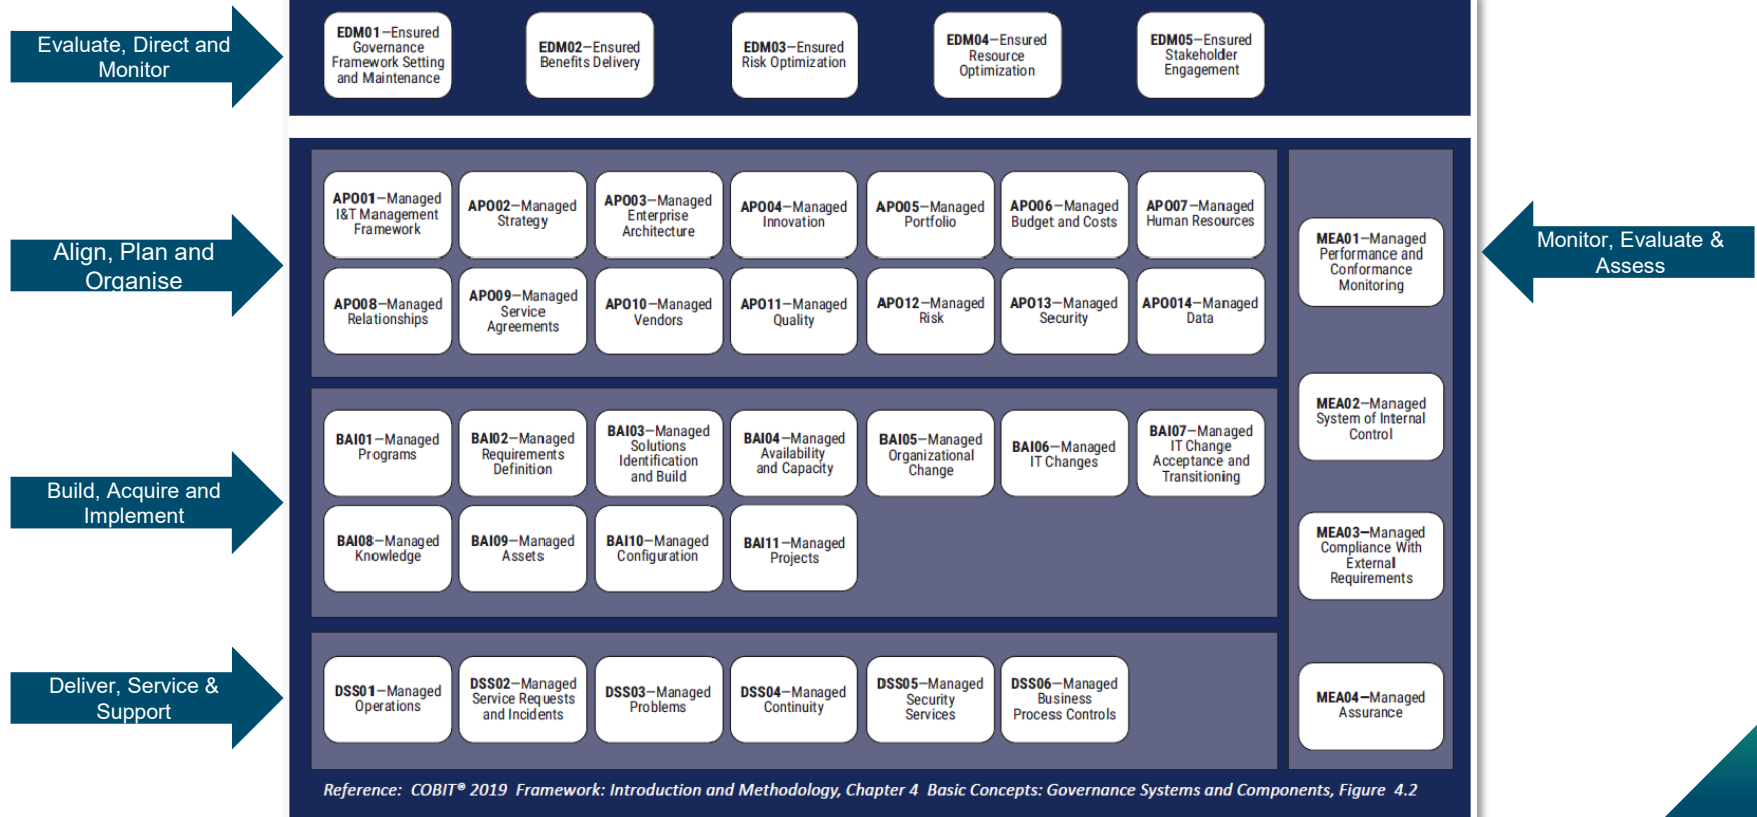 Evaluate, Direct and
Monitor
EDM01—Ensured
Governance
Framework Setting
and Maintenance
EDM02—Ensured
Benefits Delivery
EDM03—Ensured
Risk Optimization
EDM04—Ensured
Resource
Optimization
EDM05—Ensured
Stakeholder
Engagement
Align, Plan and
Organise
APO01—Managed
I&T Management
Framework
APO02—Managed
Strategy
APO03—Managed
Enterprise
Architecture
APO04—Managed
Innovation
APO05—Managed
Portfolio
APO06—Managed
Budget and Costs
APO07—Managed
Human Resources
APO08—Managed
Relationships
APO09—Managed
Service
Agreements
APO10—Managed
Vendors
APO11—Managed
Quality
APO12—Managed
Risk
APO13—Managed
Security
APO014—Managed
Data
Build, Acquire and
Implement
BAI01—Managed
Programs
BAI02—Managed
Requirements
Definition
BAI03—Managed
Solutions
Identification
and Build
BAI04—Managed
Availability
and Capacity
BAI05—Managed
Organizational
Change
BAI06—Managed
IT Changes
BAI07—Managed
IT Change
Acceptance and
Transitioning
BAI08—Managed
Knowledge
BAI09—Managed
Assets
BAI10—Managed
Configuration
BAI11—Managed
Projects
Deliver, Service &
Support
DSS01—Managed
Operations
DSS02—Managed
Service Requests
and Incidents
DSS03—Managed
Problems
DSS04—Managed
Continuity
DSS05—Managed
Security
Services
DSS06—Managed
Business
Process Controls
MEA01—Managed
Performance and
Conformance
Monitoring
MEA02—Managed
System of Internal
Control
MEA03—Managed
Compliance With
External
Requirements
MEA04—Managed
Assurance
Monitor, Evaluate &
Assess
Reference: COBIT® 2019 Framework: Introduction and Methodology, Chapter 4 Basic Concepts: Governance Systems and Components, Figure 4.2